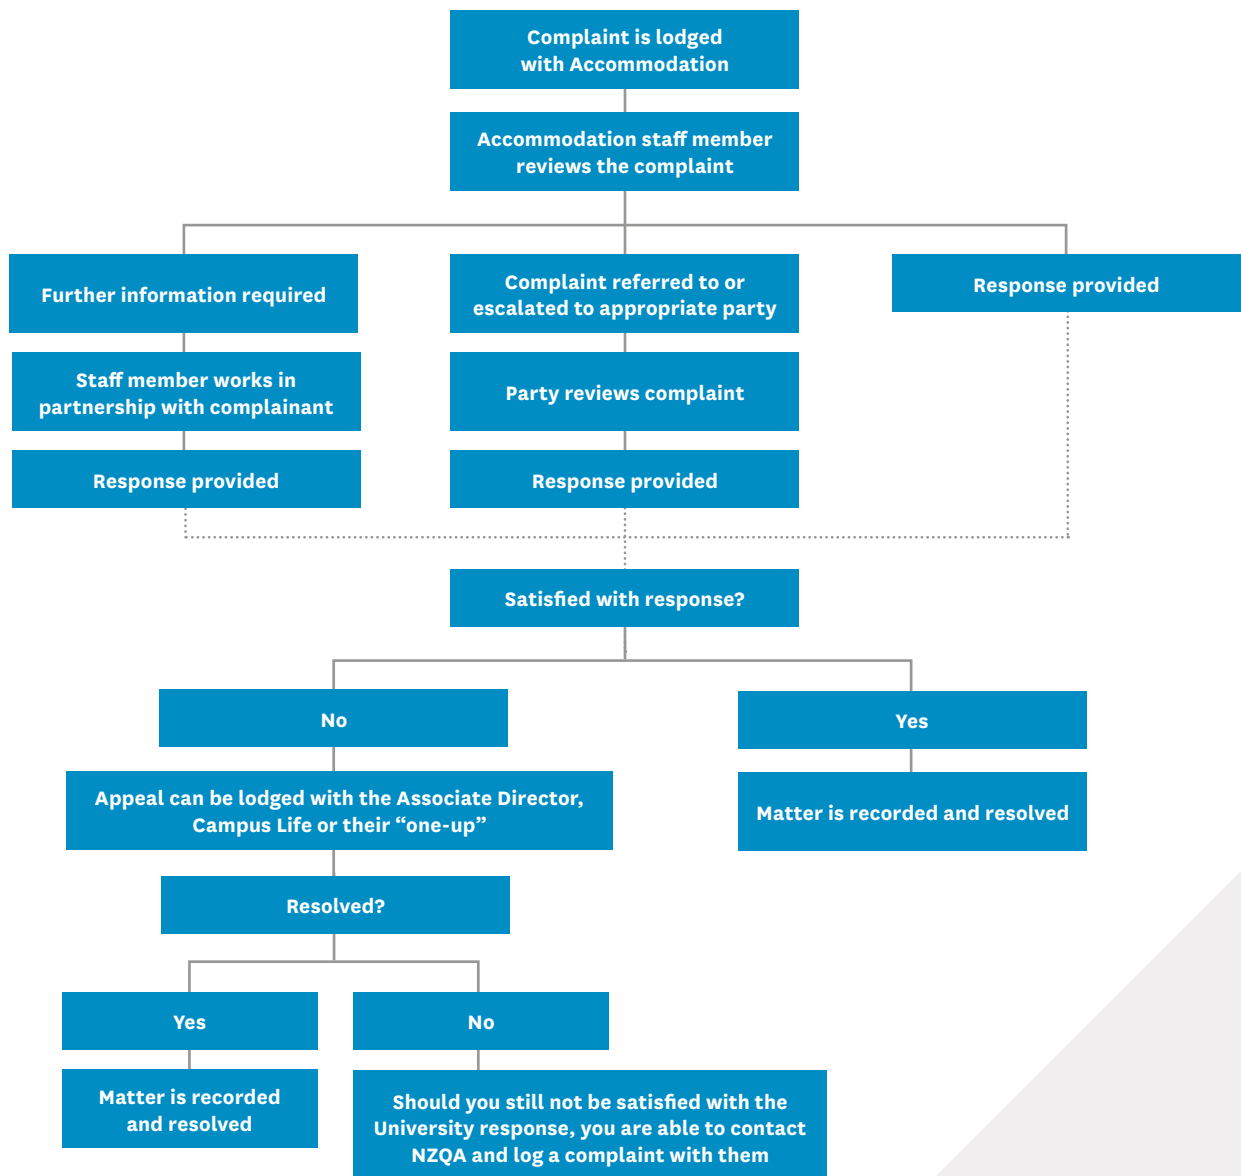 Complaint is lodged
with Accommodation
Accommodation staff member
reviews the complaint
Further information required
Complaint referred to or
escalated to appropriate party
Response provided
Staff member works in
partnership with complainant
Party reviews complaint
Response provided
Response provided
Satisfied with response?
No
Yes
Appeal can be lodged with the Associate Director,
Campus Life or their “one-up”
Matter is recorded and resolved
Resolved?
Yes
No
Matter is recorded
and resolved
Should you still not be satisfied with the
University response, you are able to contact
NZQA and log a complaint with them